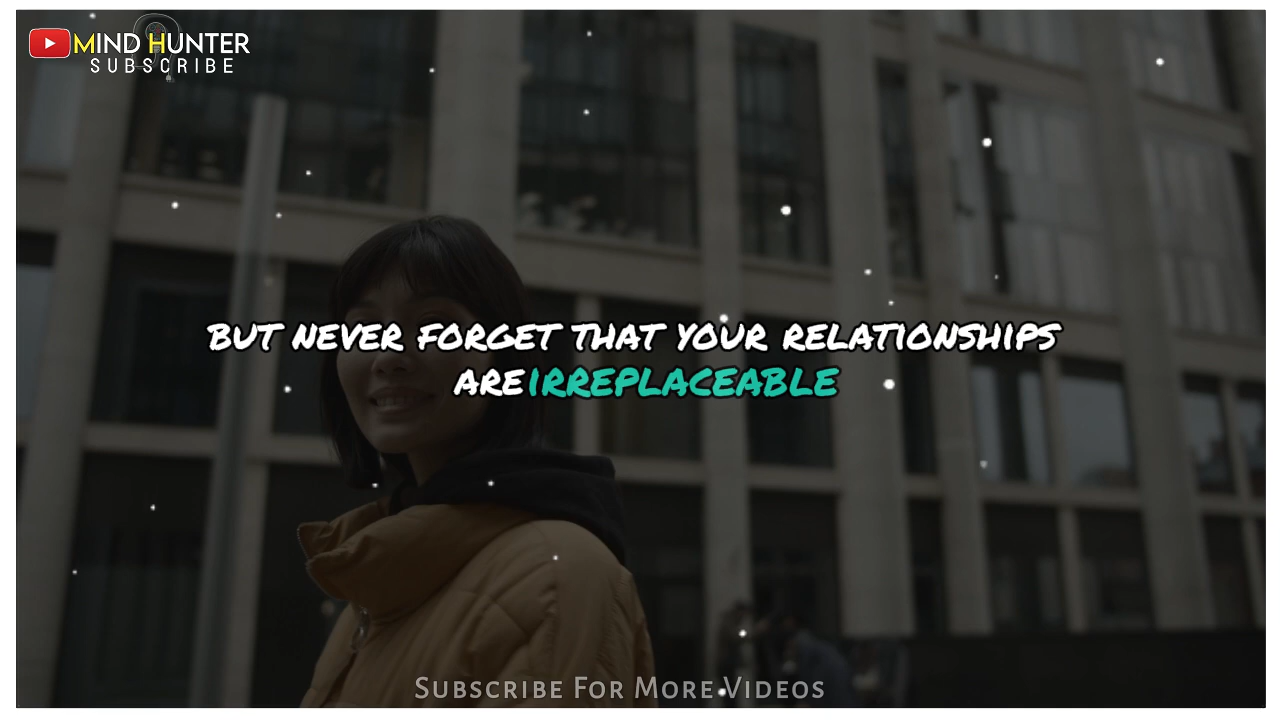 MIND HUNTER
SUBSCRIBE
BUT NEVER FORGET THAT YOUR RELATIONSHIPS
ARE IRREPLACEABLE
SUBSCRIBE FOR MORE VIDEOS